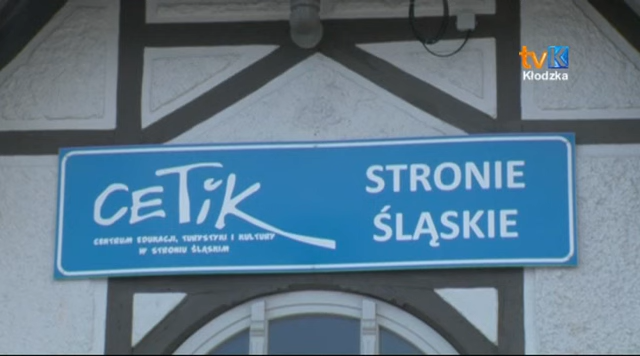 tvK
Kłodzka
CETiK
CENTRUM EDUKACJI, TURYSTYKI I KULTURY
W STRONIU ŚLĄSKIM
STRONIE
ŚLĄSKIE